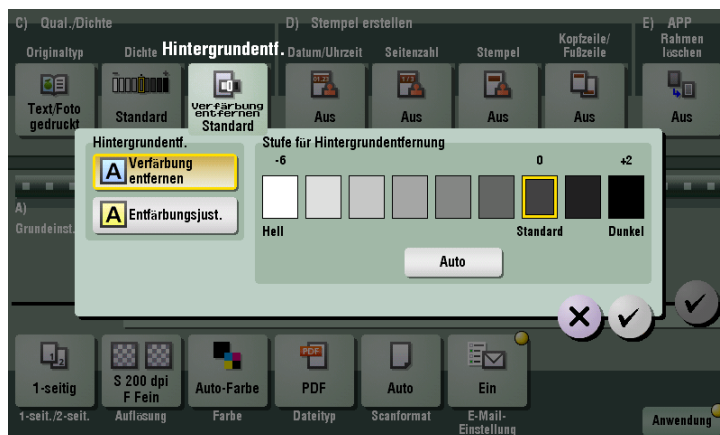 C) Qual./Dichte
D) Stempel erstellen
E) APP
Originaltyp
Dichte
Hintergrundentf.
Datum/Uhrzeit
Seitenzahl
Stempel
Kopfzeile/
Fußzeile
Rahmen
löschen
Text/Foto
gedruckt
Standard
Verfärbung
entfernen
Standard
Aus
Aus
Aus
Aus
Aus
Hintergrundentf.
A Verfärbung
entfernen
A Entfärbungsjust.
Stufe für Hintergrundentfernung
-6
0
+2
Hell
Standard
Dunkel
Auto
A)
Grundeinst.
1-seitig
S 200 dpi
F Fein
Auto-Farbe
PDF
PDF
Auto
Ein
1-seit./2-seit.
Auflösung
Farbe
Dateityp
Scanformat
E-Mail-
Einstellung
Anwendung